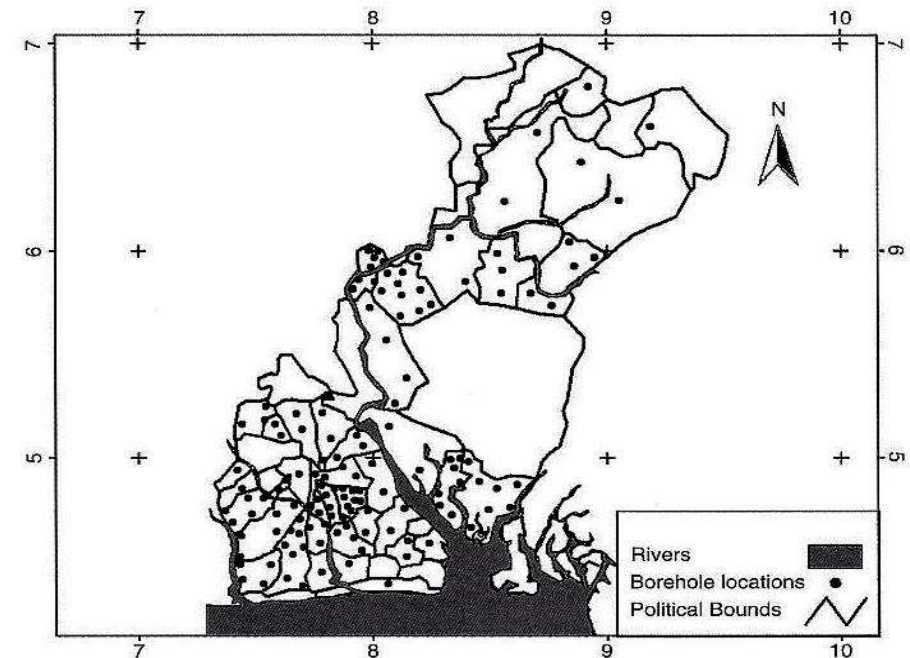 7 8 9 10
7 7
N
6 6
5 5
Rivers
Borehole locations
Political Bounds
7 8 9 10